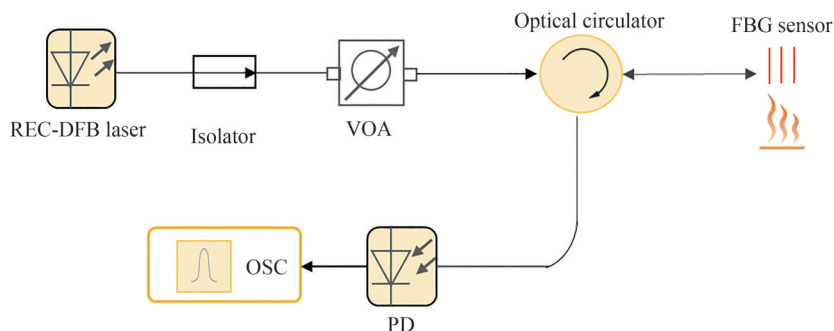 Optical circulator
FBG sensor
REC-DFB laser
Isolator
VOA
OSC
PD